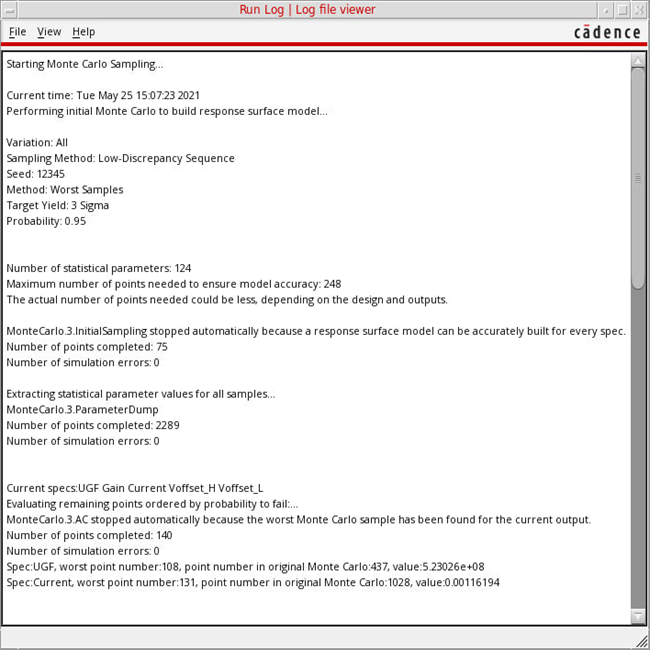 Run Log | Log file viewer
File View Help
cādence
Starting Monte Carlo Sampling...
Current time: Tue May 25 15:07:23 2021
Performing initial Monte Carlo to build response surface model...
Variation: All
Sampling Method: Low-Discrepancy Sequence
Seed: 12345
Method: Worst Samples
Target Yield: 3 Sigma
Probability: 0.95
Number of statistical parameters: 124
Maximum number of points needed to ensure model accuracy: 248
The actual number of points needed could be less, depending on the design and outputs.
MonteCarlo.3.InitialSampling stopped automatically because a response surface model can be accurately built for every spec.
Number of points completed: 75
Number of simulation errors: 0
Extracting statistical parameter values for all samples...
MonteCarlo.3.ParameterDump
Number of points completed: 2289
Number of simulation errors: 0
Current specs:UGF Gain Current Voffset_H Voffset_L
Evaluating remaining points ordered by probability to fail:...
MonteCarlo.3.AC stopped automatically because the worst Monte Carlo sample has been found for the current output.
Number of points completed: 140
Number of simulation errors: 0
Spec:UGF, worst point number:108, point number in original Monte Carlo:437, value:5.23026e+08
Spec:Current, worst point number:131, point number in original Monte Carlo:1028, value:0.00116194